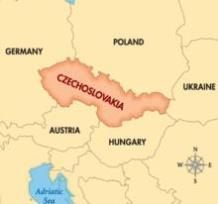 POLAND
GERMANY
CZECHOSLOVAKIA
UKRAINE
AUSTRIA
HUNGARY
N
W
E
S
Adriatic
Sea